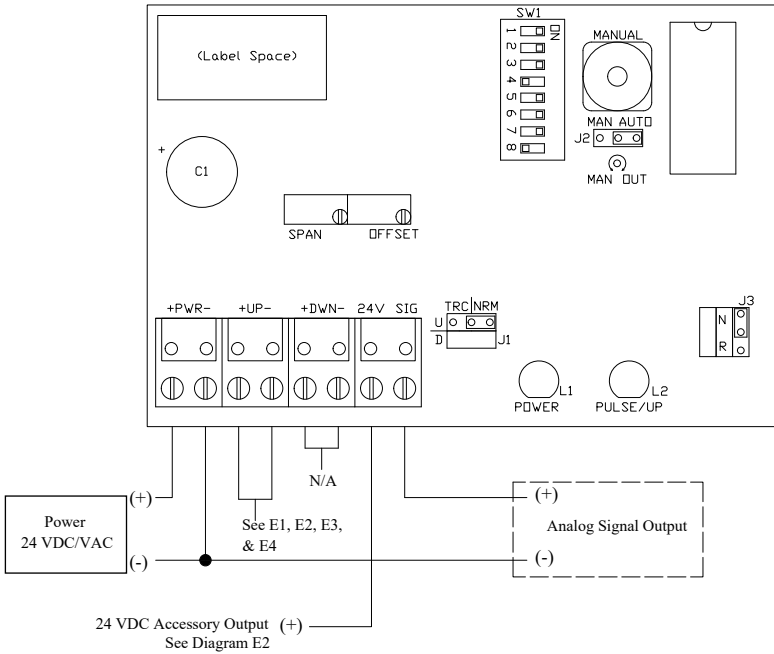 SW1
(Label Space)
1
2
3
4
5
6
7
8
ON
MANUAL
MAN AUTO
J2
MAN OUT
+
C1
SPAN
OFFSET
+PWR-
+UP-
+DWN-
24V SIG
TRC|NRM
U
D
J1
J3
N
R
L1
POWER
L2
PULSE/UP
N/A
(+)
Power
24 VDC/VAC
(-)
See E1, E2, E3,
& E4
(+)
Analog Signal Output
(-)
24 VDC Accessory Output (+)
See Diagram E2